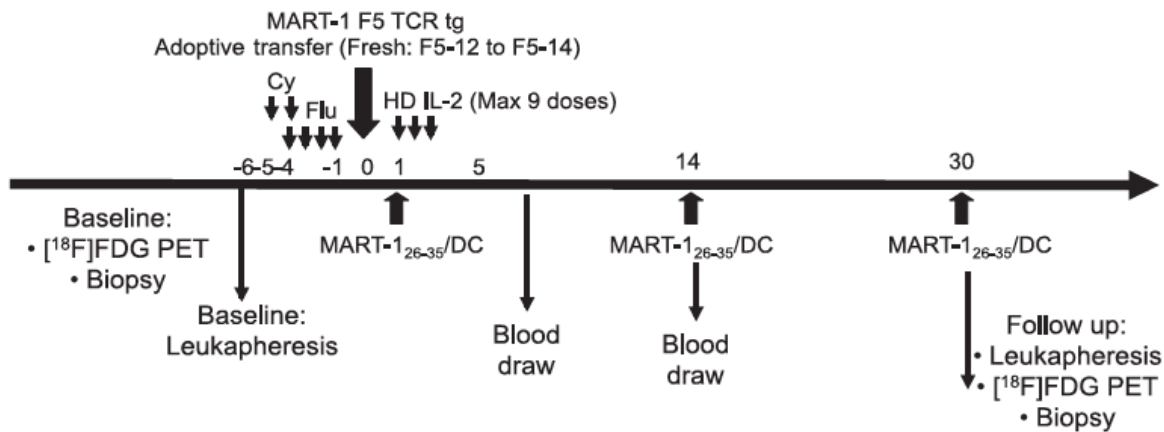 MART-1 F5 TCR tg
Adoptive transfer (Fresh: F5-12 to F5-14)
Cy
Flu
HD IL-2 (Max 9 doses)
-6-5-4 -1 0 1 5 14 30
Baseline:
• [¹⁸F]FDG PET
• Biopsy
MART-1₂₆₋₃₅/DC
MART-1₂₆₋₃₅/DC
MART-1₂₆₋₃₅/DC
Baseline:
Leukapheresis
Blood
draw
Blood
draw
Follow up:
• Leukapheresis
• [¹⁸F]FDG PET
• Biopsy